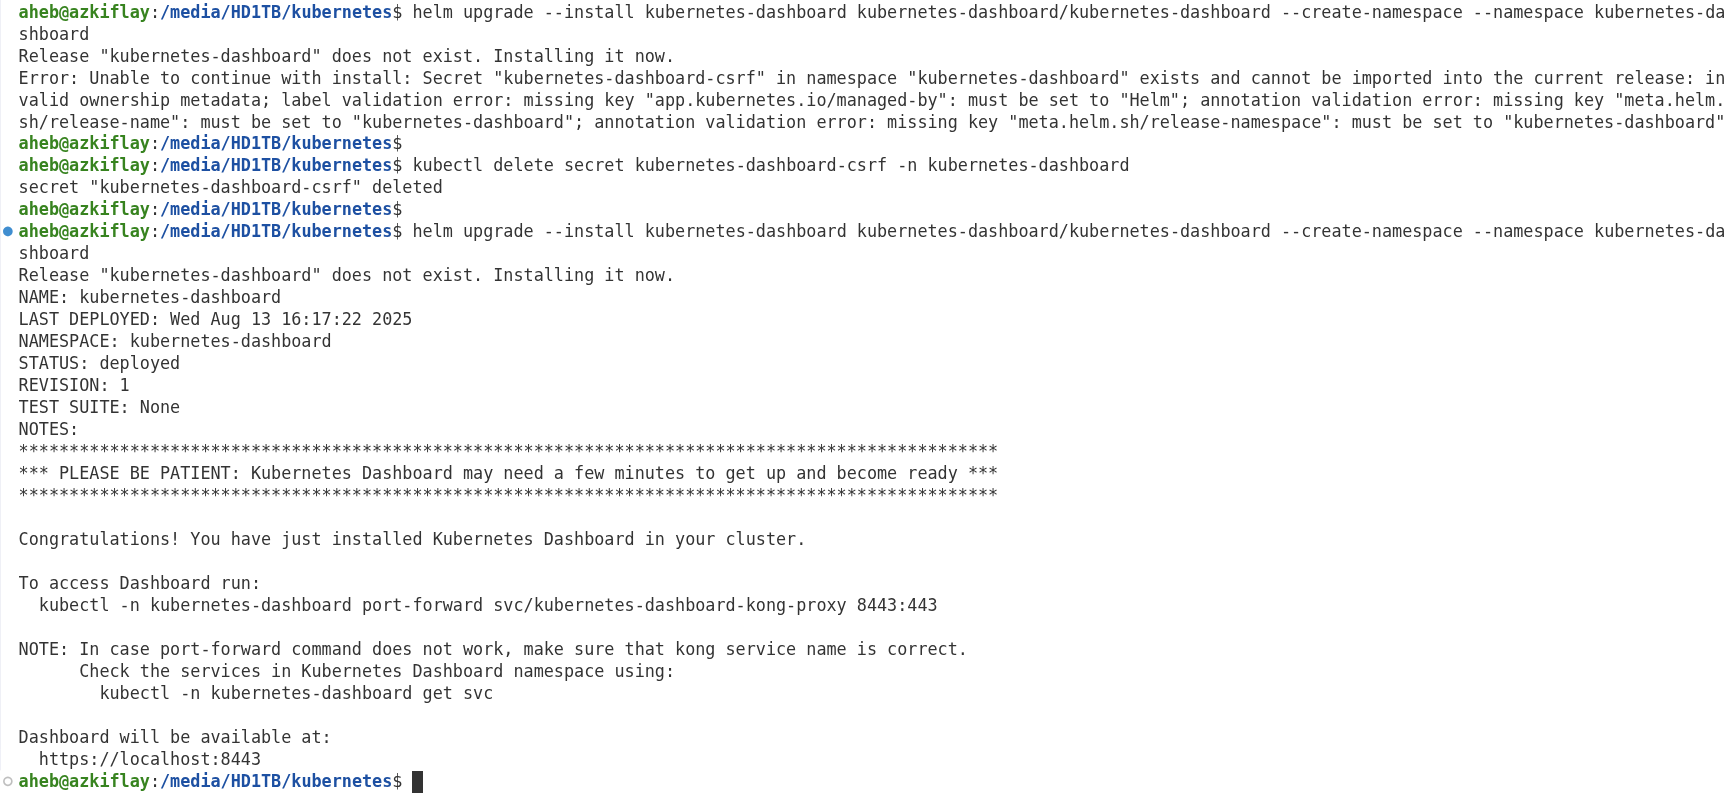 aheb@azkiflay:/media/HD1TB/kubernetes$ helm upgrade --install kubernetes-dashboard kubernetes-dashboard/kubernetes-dashboard --create-namespace --namespace kubernetes-da
shboard
Release "kubernetes-dashboard" does not exist. Installing it now.
Error: Unable to continue with install: Secret "kubernetes-dashboard-csrf" in namespace "kubernetes-dashboard" exists and cannot be imported into the current release: in
valid ownership metadata; label validation error: missing key "app.kubernetes.io/managed-by": must be set to "Helm"; annotation validation error: missing key "meta.helm.
sh/release-name": must be set to "kubernetes-dashboard"; annotation validation error: missing key "meta.helm.sh/release-namespace": must be set to "kubernetes-dashboard"
aheb@azkiflay:/media/HD1TB/kubernetes$
aheb@azkiflay:/media/HD1TB/kubernetes$ kubectl delete secret kubernetes-dashboard-csrf -n kubernetes-dashboard
secret "kubernetes-dashboard-csrf" deleted
aheb@azkiflay:/media/HD1TB/kubernetes$
aheb@azkiflay:/media/HD1TB/kubernetes$ helm upgrade --install kubernetes-dashboard kubernetes-dashboard/kubernetes-dashboard --create-namespace --namespace kubernetes-da
shboard
Release "kubernetes-dashboard" does not exist. Installing it now.
NAME: kubernetes-dashboard
LAST DEPLOYED: Wed Aug 13 16:17:22 2025
NAMESPACE: kubernetes-dashboard
STATUS: deployed
REVISION: 1
TEST SUITE: None
NOTES:
*************************************************************************************************
*** PLEASE BE PATIENT: Kubernetes Dashboard may need a few minutes to get up and become ready ***
*************************************************************************************************
Congratulations! You have just installed Kubernetes Dashboard in your cluster.
To access Dashboard run:
  kubectl -n kubernetes-dashboard port-forward svc/kubernetes-dashboard-kong-proxy 8443:443
NOTE: In case port-forward command does not work, make sure that kong service name is correct.
      Check the services in Kubernetes Dashboard namespace using:
        kubectl -n kubernetes-dashboard get svc
Dashboard will be available at:
  https://localhost:8443
aheb@azkiflay:/media/HD1TB/kubernetes$